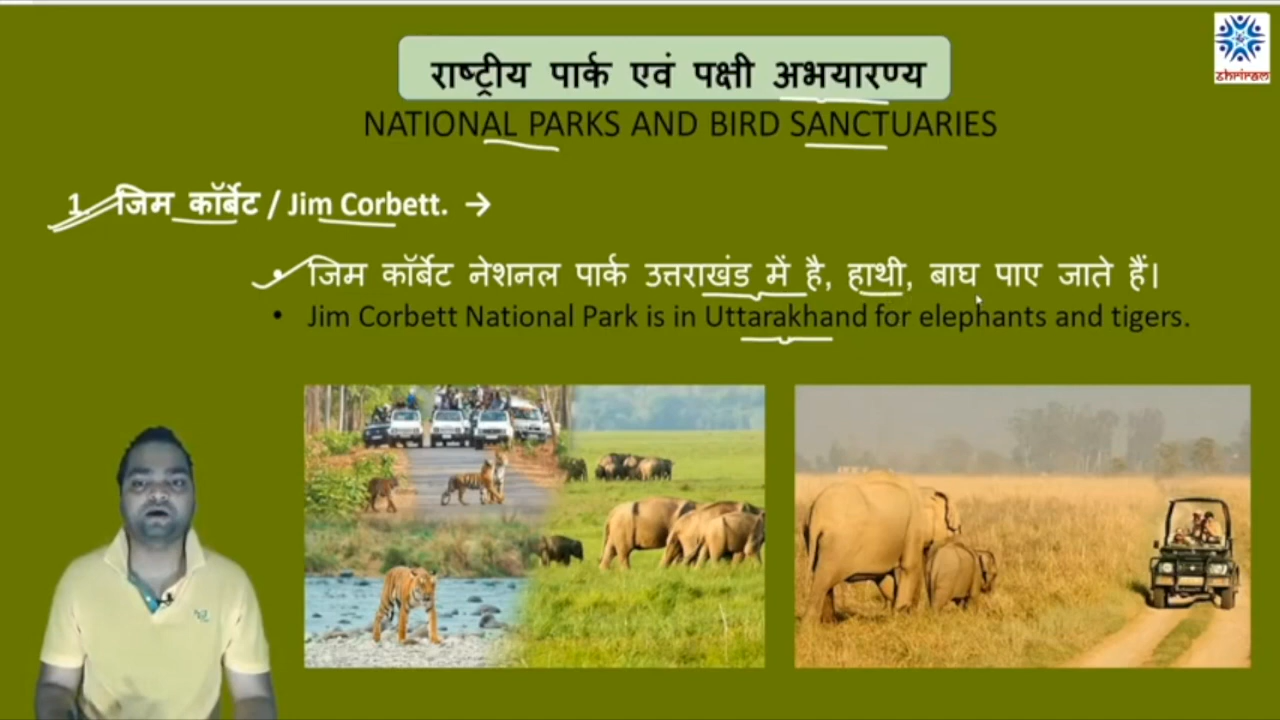 राष्ट्रीय पार्क एवं पक्षी अभयारण्य
NATIONAL PARKS AND BIRD SANCTUARIES
shriram
1. जिम कॉर्बेट / Jim Corbett. →
• जिम कॉर्बेट नेशनल पार्क उत्तराखंड में है, हाथी, बाघ पाए जाते हैं।
• Jim Corbett National Park is in Uttarakhand for elephants and tigers.